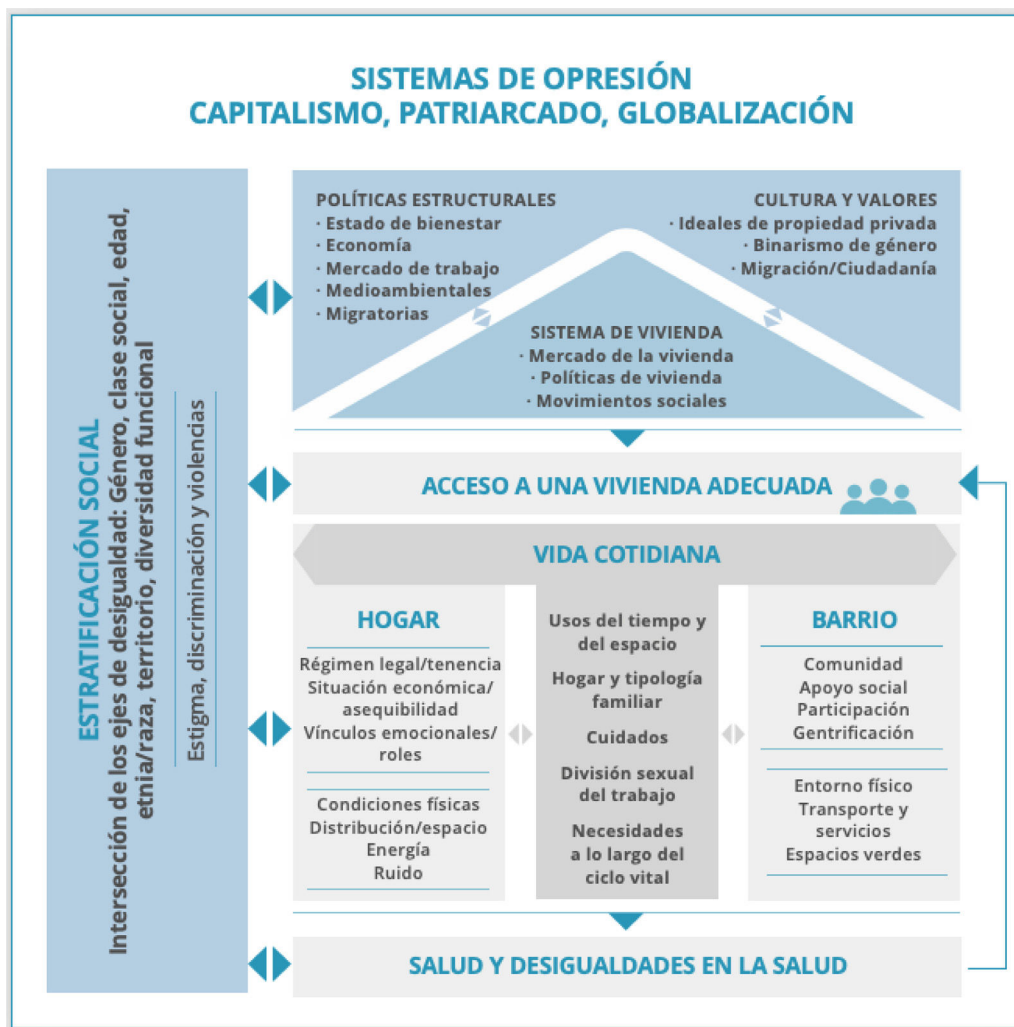 SISTEMAS DE OPRESIÓN
CAPITALISMO, PATRIARCADO, GLOBALIZACIÓN
ESTRATIFICACIÓN SOCIAL
Intersección de los ejes de desigualdad: Género, clase social, edad,
etnia/raza, territorio, diversidad funcional
Estigma, discriminación y violencias
POLÍTICAS ESTRUCTURALES
· Estado de bienestar
· Economía
· Mercado de trabajo
· Medioambientales
· Migratorias
CULTURA Y VALORES
· Ideales de propiedad privada
· Binarismo de género
· Migración/Ciudadanía
SISTEMA DE VIVIENDA
· Mercado de la vivienda
· Políticas de vivienda
· Movimientos sociales
ACCESO A UNA VIVIENDA ADECUADA
VIDA COTIDIANA
HOGAR
Régimen legal/tenencia
Situación económica/
asequibilidad
Vínculos emocionales/
roles
Condiciones físicas
Distribución/espacio
Energía
Ruido
Usos del tiempo y
del espacio
Hogar y tipología
familiar
Cuidados
División sexual
del trabajo
Necesidades
a lo largo del
ciclo vital
BARRIO
Comunidad
Apoyo social
Participación
Gentrificación
Entorno físico
Transporte y
servicios
Espacios verdes
SALUD Y DESIGUALDADES EN LA SALUD